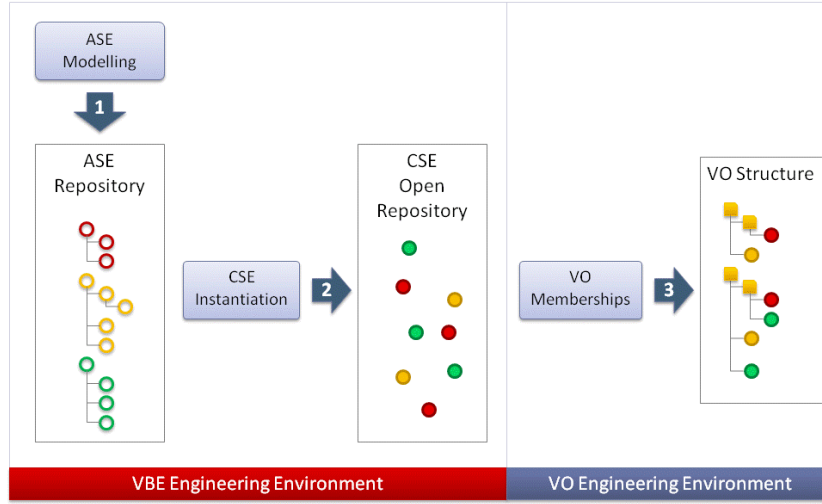 ASE
Modelling
1
ASE
Repository
CSE
Instantiation
2
CSE
Open
Repository
VO
Memberships
3
VO Structure
VBE Engineering Environment
VO Engineering Environment